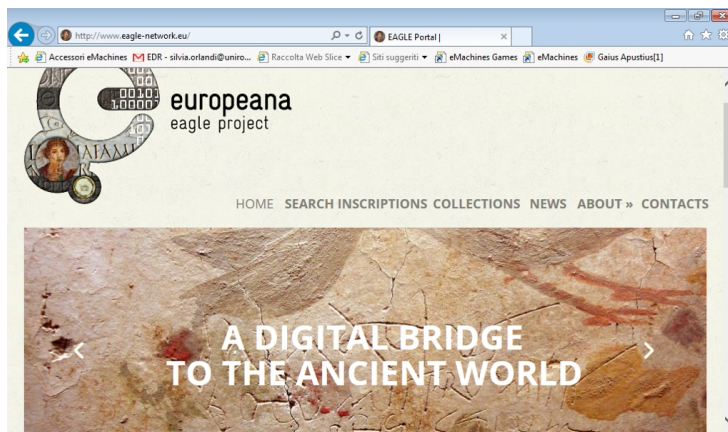 http://www.eagle-network.eu/
EAGLE Portal |
Accessori eMachines
EDR - silvia.orlandi@uniro...
Raccolta Web Slice
Siti suggeriti
eMachines Games
eMachines
Gaius Apustius[1]
europeana
eagle project
HOME SEARCH INSCRIPTIONS COLLECTIONS NEWS ABOUT » CONTACTS
A DIGITAL BRIDGE
TO THE ANCIENT WORLD